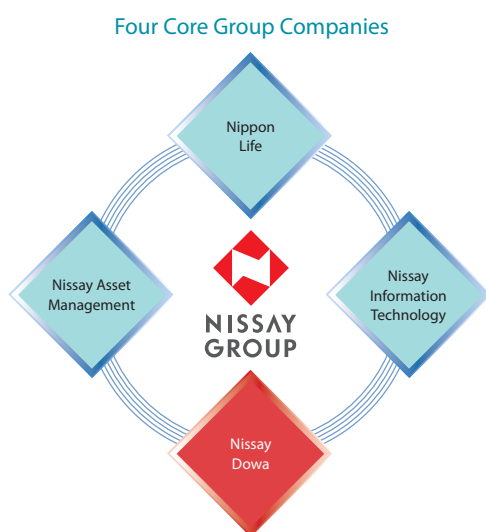 Four Core Group Companies
Nippon
Life
Nissay Asset
Management
Nissay
Information
Technology
NISSAY
GROUP
Nissay
Dowa